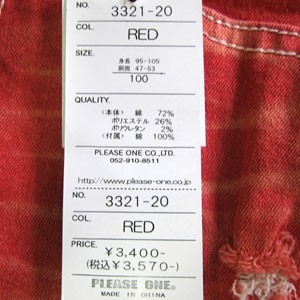 NO. 3321-20
COL. RED
SIZE.
身長 95-105
胴囲 47-53
100
QUALITY.
〈本体〉 綿 72%
ポリエステル 26%
ポリウレタン 2%
〈付属〉 綿 100%
PLEASE ONE CO.,LTD.
052-910-8511
http://www.please-one.co.jp
NO. 3321-20
COL.
RED
PRICE.
¥3,400-
(税込¥3,570-)
PLEASE ONE.
MADE IN CHINA